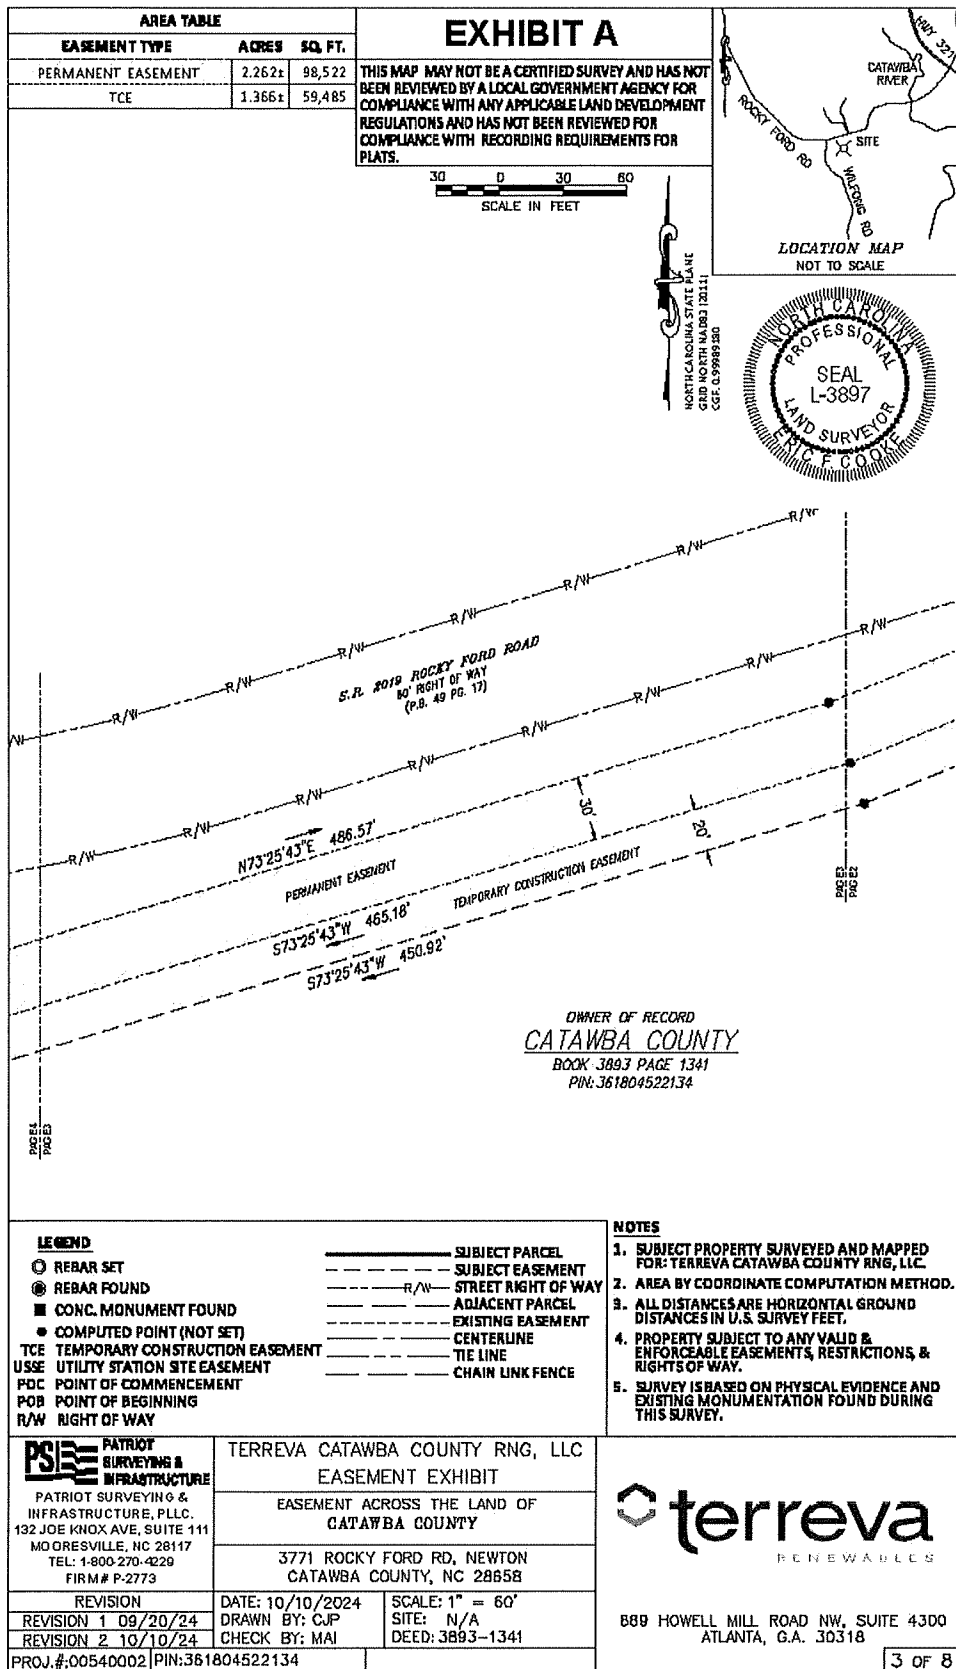 AREA TABLE
EASEMENT TYPE ACRES SQ. FT.
PERMANENT EASEMENT 2.262± 98,522
TCE 1.366± 59,485
EXHIBIT A
THIS MAP MAY NOT BE A CERTIFIED SURVEY AND HAS NOT
BEEN REVIEWED BY A LOCAL GOVERNMENT AGENCY FOR
COMPLIANCE WITH ANY APPLICABLE LAND DEVELOPMENT
REGULATIONS AND HAS NOT BEEN REVIEWED FOR
COMPLIANCE WITH RECORDING REQUIREMENTS FOR
PLATS.
30 0 30 60
SCALE IN FEET
HWY 321
CATAWBA
RIVER
ROCKY FORD RD
SITE
WILFONG RD
LOCATION MAP
NOT TO SCALE
NORTH CAROLINA STATE PLANE
GRID NORTH NAD83 (2011)
CGF. 0.99989280
NORTH CAROLINA
PROFESSIONAL
SEAL
L-3897
LAND SURVEYOR
ERIC F. COOKE
R/W
R/W
R/W
R/W
R/W
R/W
R/W
R/W
S.R. 2019 ROCKY FORD ROAD
60' RIGHT OF WAY
(P.B. 49 PG. 17)
R/W
R/W
R/W
R/W
R/W
R/W
R/W
R/W
N73°25'43"E 486.57'
PERMANENT EASEMENT
30'
20'
TEMPORARY CONSTRUCTION EASEMENT
S73°25'43"W 465.18'
S73°25'43"W 450.92'
PAGE3
PAGE2
OWNER OF RECORD
CATAWBA COUNTY
BOOK 3893 PAGE 1341
PIN:361804522134
PAGE4
PAGE3
LEGEND
REBAR SET
REBAR FOUND
CONC. MONUMENT FOUND
COMPUTED POINT (NOT SET)
TCE TEMPORARY CONSTRUCTION EASEMENT
USSE UTILITY STATION SITE EASEMENT
POC POINT OF COMMENCEMENT
POB POINT OF BEGINNING
R/W RIGHT OF WAY
SUBJECT PARCEL
SUBJECT EASEMENT
R/W STREET RIGHT OF WAY
ADJACENT PARCEL
EXISTING EASEMENT
CENTERLINE
TIE LINE
CHAIN LINK FENCE
NOTES
1. SUBJECT PROPERTY SURVEYED AND MAPPED
FOR: TERREVA CATAWBA COUNTY RNG, LLC.
2. AREA BY COORDINATE COMPUTATION METHOD.
3. ALL DISTANCES ARE HORIZONTAL GROUND
DISTANCES IN U.S. SURVEY FEET.
4. PROPERTY SUBJECT TO ANY VALID &
ENFORCEABLE EASEMENTS, RESTRICTIONS, &
RIGHTS OF WAY.
5. SURVEY IS BASED ON PHYSICAL EVIDENCE AND
EXISTING MONUMENTATION FOUND DURING
THIS SURVEY.
PSI PATRIOT
SURVEYING &
INFRASTRUCTURE
PATRIOT SURVEYING &
INFRASTRUCTURE, PLLC.
132 JOE KNOX AVE, SUITE 111
MOORESVILLE, NC 28117
TEL: 1-800-270-4229
FIRM# P-2773
TERREVA CATAWBA COUNTY RNG, LLC
EASEMENT EXHIBIT
EASEMENT ACROSS THE LAND OF
CATAWBA COUNTY
3771 ROCKY FORD RD, NEWTON
CATAWBA COUNTY, NC 28658
REVISION
REVISION 1 09/20/24
REVISION 2 10/10/24
DATE: 10/10/2024
DRAWN BY: CJP
CHECK BY: MAI
SCALE: 1" = 60'
SITE: N/A
DEED: 3893-1341
PROJ.#:00540002 PIN:361804522134
terreva
RENEWABLES
889 HOWELL MILL ROAD NW, SUITE 4300
ATLANTA, G.A. 30318
3 OF 8